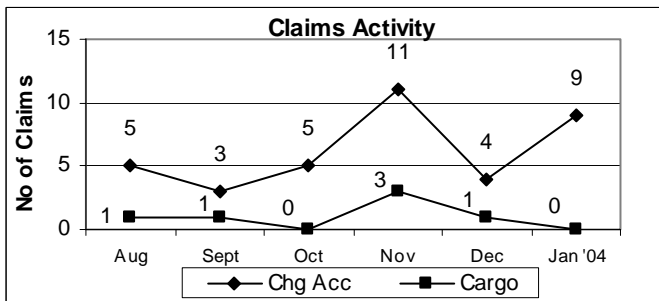 Claims Activity
15
10
5
0
No of Claims
5
3
5
11
4
9
1
1
0
3
1
0
Aug
Sept
Oct
Nov
Dec
Jan '04
Chg Acc
Cargo